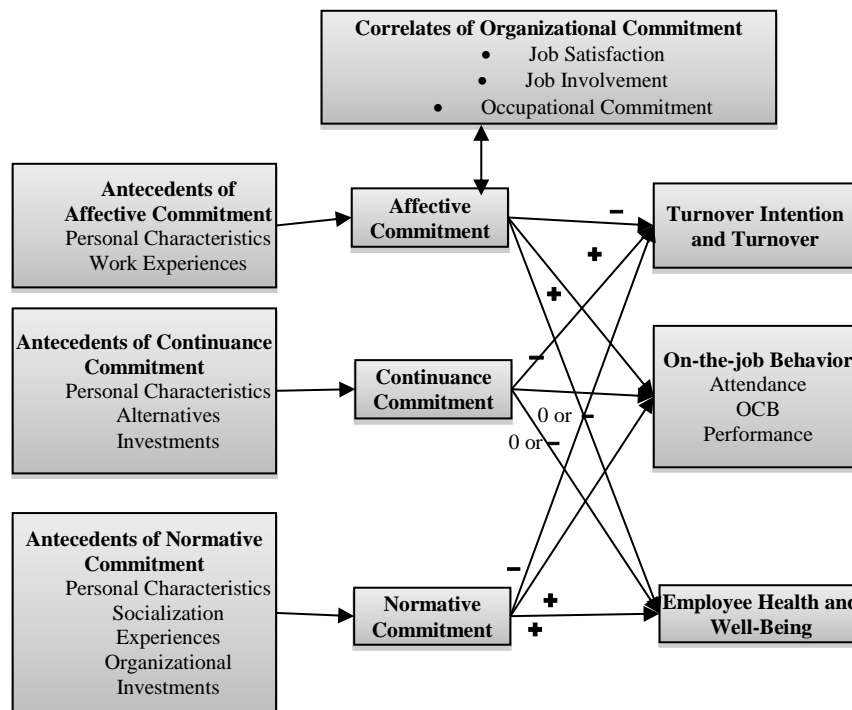 Correlates of Organizational Commitment
• Job Satisfaction
• Job Involvement
• Occupational Commitment
Antecedents of
Affective Commitment
Personal Characteristics
Work Experiences
Affective
Commitment
−
+
+
Turnover Intention
and Turnover
Antecedents of Continuance
Commitment
Personal Characteristics
Alternatives
Investments
Continuance
Commitment
−
0 or −
0 or −
On-the-job Behavior
Attendance
OCB
Performance
Antecedents of Normative
Commitment
Personal Characteristics
Socialization
Experiences
Organizational
Investments
Normative
Commitment
−
+
+
Employee Health and
Well-Being